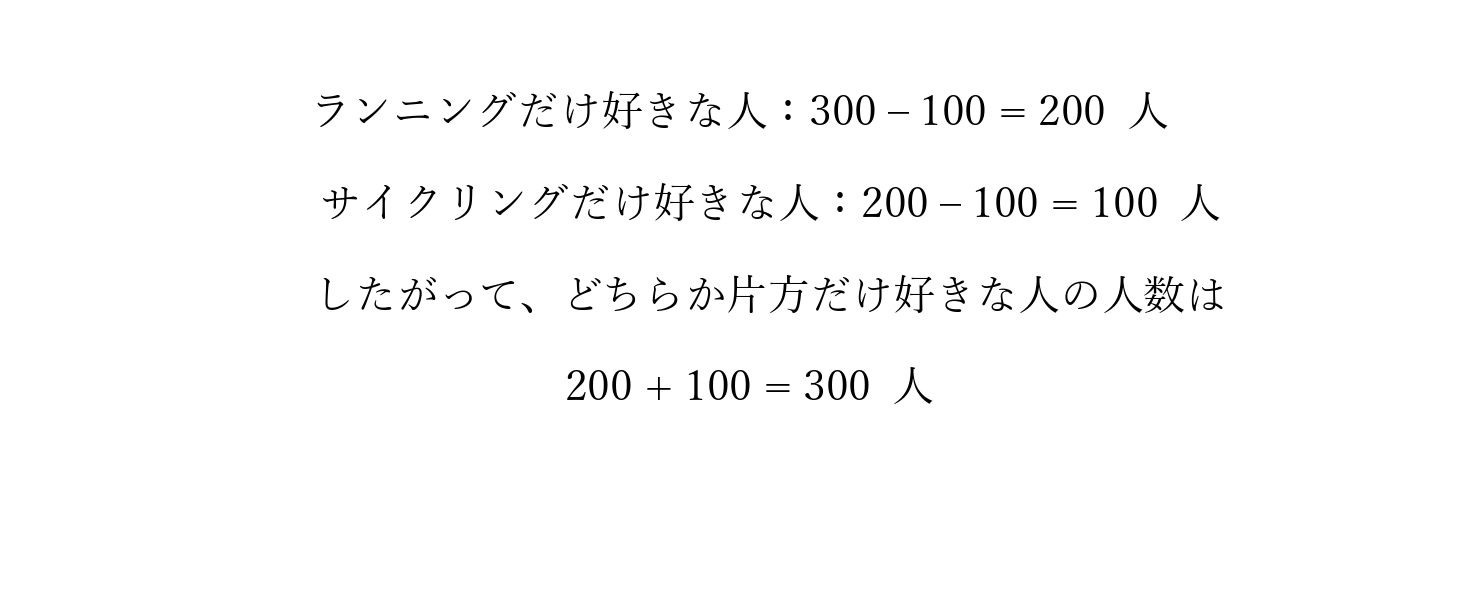 ランニングだけ好きな人：300 − 100 = 200 人
サイクリングだけ好きな人：200 − 100 = 100 人
したがって、どちらか片方だけ好きな人の人数は
200 + 100 = 300 人